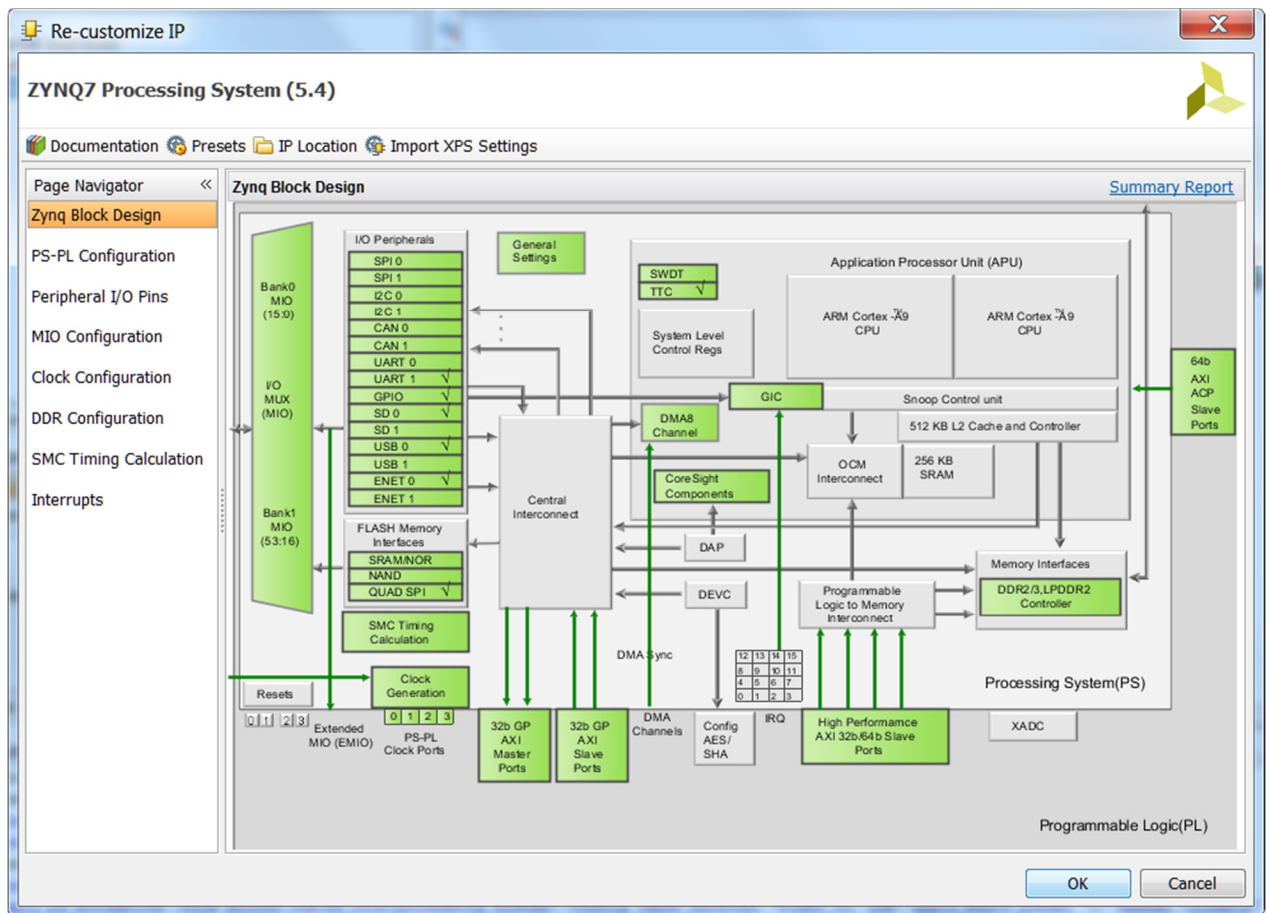 Re-customize IP
X
ZYNQ7 Processing System (5.4)
Documentation Presets IP Location Import XPS Settings
Page Navigator «
Zynq Block Design
PS-PL Configuration
Peripheral I/O Pins
MIO Configuration
Clock Configuration
DDR Configuration
SMC Timing Calculation
Interrupts
Zynq Block Design
Summary Report
Bank0
MIO
(15:0)
I/O
MUX
(MIO)
Bank1
MIO
(53:16)
I/O Peripherals
SPI 0
SPI 1
I2C 0
I2C 1
CAN 0
CAN 1
UART 0
UART 1 √
GPIO √
SD 0 √
SD 1
USB 0 √
USB 1
ENET 0 √
ENET 1
FLASH Memory
Interfaces
SRAM/NOR
NAND
QUAD SPI √
SMC Timing
Calculation
General
Settings
Application Processor Unit (APU)
SWDT
TTC √
System Level
Control Regs
ARM Cortex -A9
CPU
ARM Cortex -A9
CPU
GIC
Snoop Control unit
512 KB L2 Cache and Controller
DMA8
Channel
OCM
Interconnect
256 KB
SRAM
CoreSight
Components
Central
Interconnect
DAP
DEVC
64b
AXI
ACP
Slave
Ports
Memory Interfaces
DDR2/3,LPDDR2
Controller
Programmable
Logic to Memory
Interconnect
DMA Sync
12 13 14 15
8 9 10 11
4 5 6 7
0 1 2 3
Processing System(PS)
Resets
0 1 2 3
Extended
MIO (EMIO)
Clock
Generation
0 1 2 3
PS-PL
Clock Ports
32b GP
AXI
Master
Ports
32b GP
AXI
Slave
Ports
DMA
Channels
Config
AES/
SHA
IRQ
High Performamce
AXI 32b/64b Slave
Ports
XADC
Programmable Logic(PL)
OK
Cancel